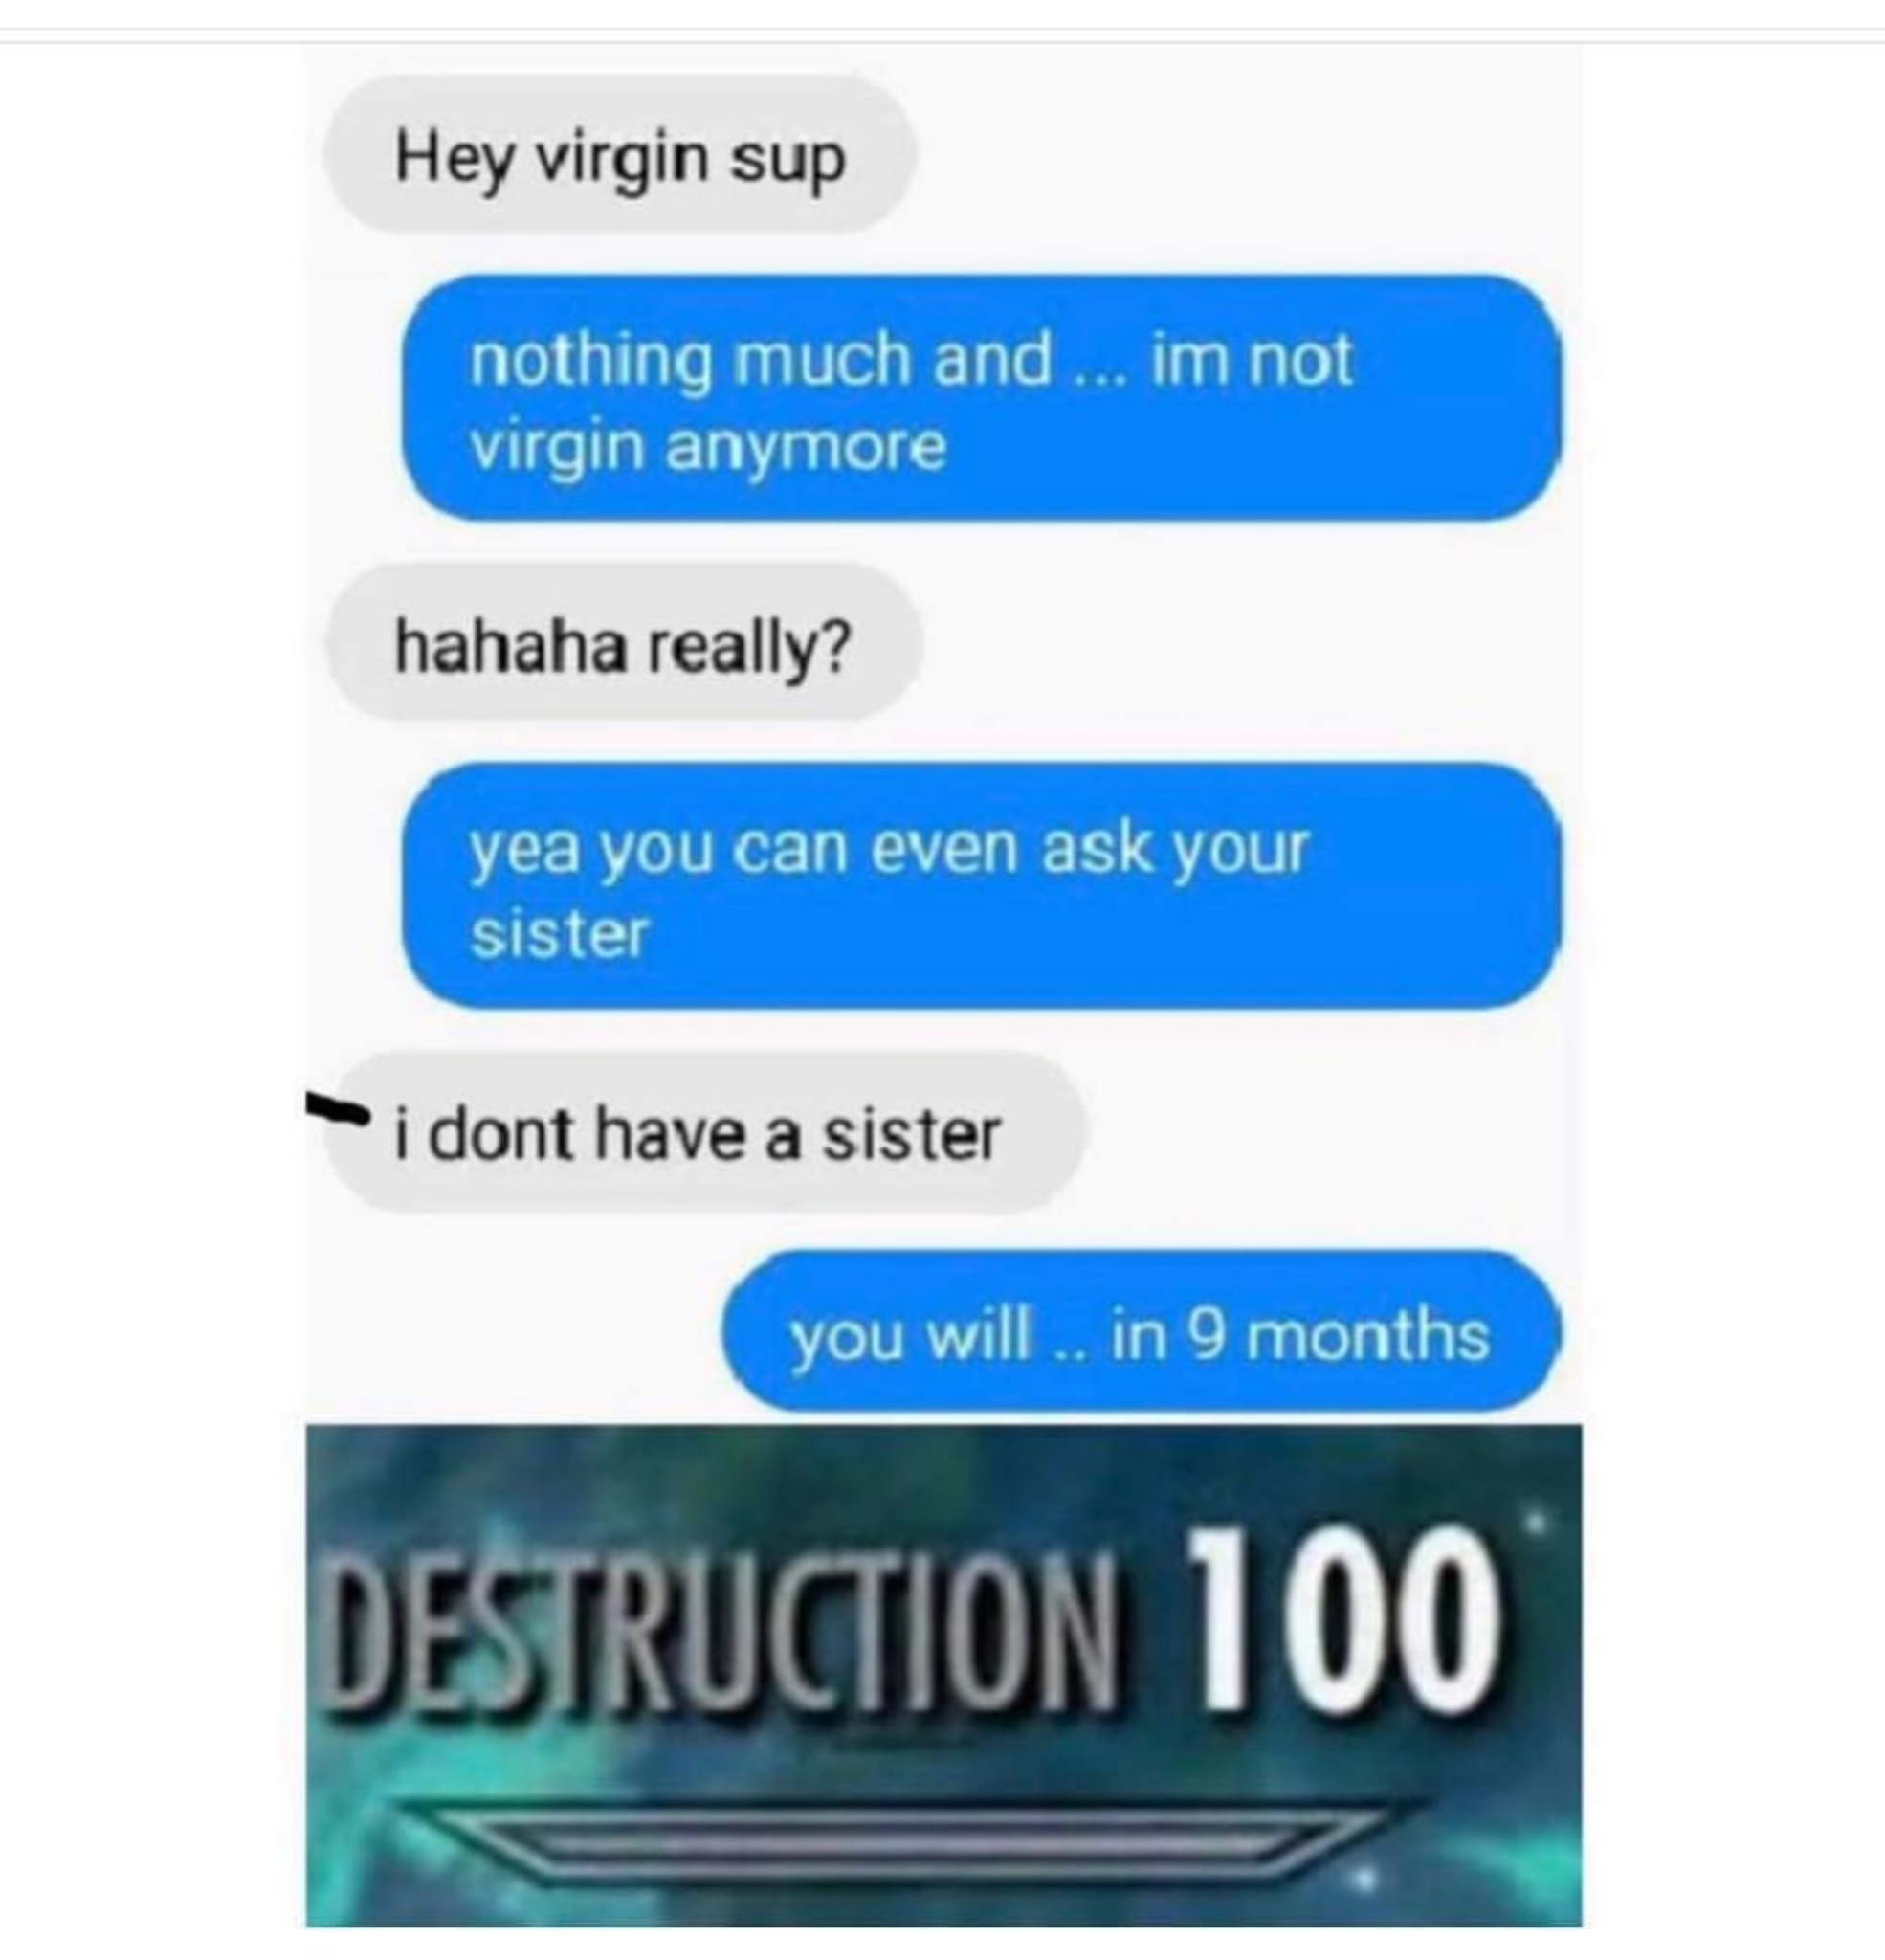 Hey virgin sup
nothing much and ... im not
virgin anymore
hahaha really?
yea you can even ask your
sister
i dont have a sister
you will .. in 9 months
DESTRUCTION 100